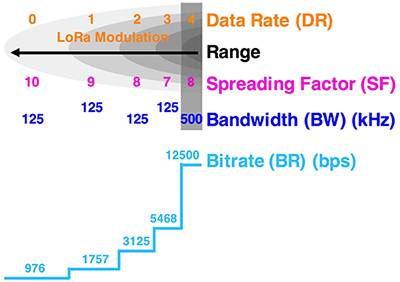 0 1 2 3 4 Data Rate (DR)
LoRa Modulation
Range
10 9 8 7 8 Spreading Factor (SF)
125 125 125 125 500 Bandwidth (BW) (kHz)
12500 Bitrate (BR) (bps)
5468
3125
1757
976